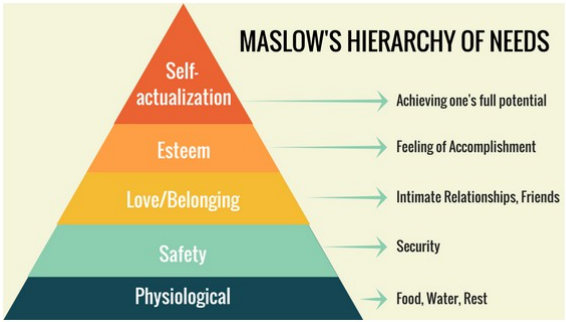 MASLOW'S HIERARCHY OF NEEDS
Self-
actualization
Achieving one's full potential
Esteem
Feeling of Accomplishment
Love/Belonging
Intimate Relationships, Friends
Safety
Security
Physiological
Food, Water, Rest